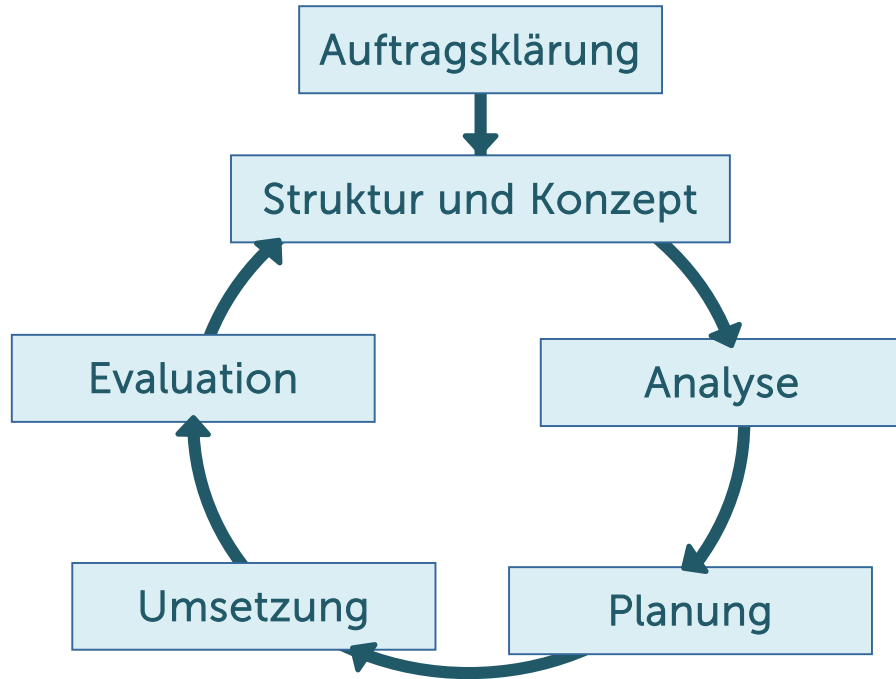 Auftragsklärung
Struktur und Konzept
Evaluation
Analyse
Umsetzung
Planung